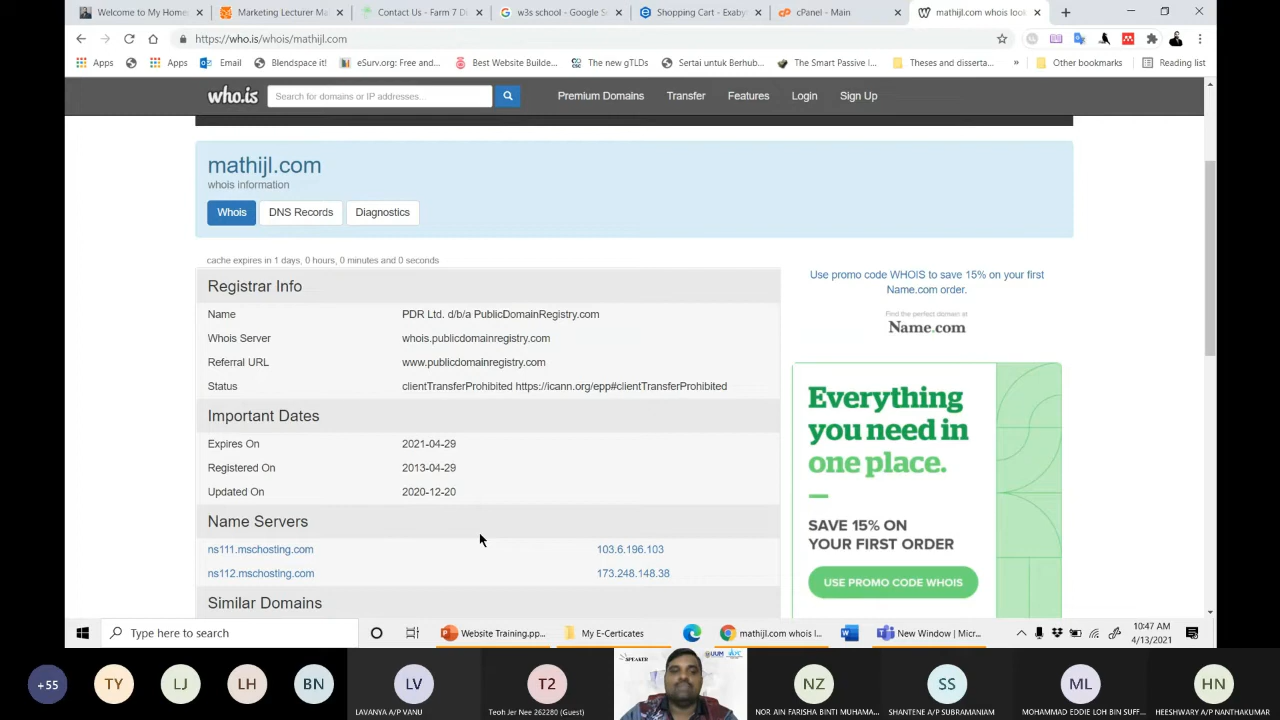 Welcome to My Home
Marketing Lecturer Ma
Contact Us - Farm 7 D
w3s school - Google S
Shopping Cart - Exaby
cPanel - Main
mathijl.com whois look
https://who.is/whois/mathijl.com
Apps
Apps
Email
Blendspace it!
eSurv.org: Free and...
Best Website Builde...
The new gTLDs
Sertai untuk Berhub...
The Smart Passive I...
Theses and disserta...
»
Other bookmarks
Reading list
who.is
Search for domains or IP addresses...
Premium Domains
Transfer
Features
Login
Sign Up
mathijl.com
whois information
Whois
DNS Records
Diagnostics
cache expires in 1 days, 0 hours, 0 minutes and 0 seconds
Registrar Info
Name PDR Ltd. d/b/a PublicDomainRegistry.com
Whois Server whois.publicdomainregistry.com
Referral URL www.publicdomainregistry.com
Status clientTransferProhibited https://icann.org/epp#clientTransferProhibited
Important Dates
Expires On 2021-04-29
Registered On 2013-04-29
Updated On 2020-12-20
Name Servers
ns111.mschosting.com 103.6.196.103
ns112.mschosting.com 173.248.148.38
Similar Domains
Use promo code WHOIS to save 15% on your first
Name.com order.
Find the perfect domain at
Name.com
Everything
you need in
one place.
SAVE 15% ON
YOUR FIRST ORDER
USE PROMO CODE WHOIS
Type here to search
Website Training.pp...
My E-Certicates
mathijl.com whois l...
New Window | Micr...
10:47 AM
4/13/2021
+55
TY
LJ
LH
BN
LV
LAVANYA A/P VANU
T2
Teoh Jer Nee 262280 (Guest)
SPEAKER
UUM
NZ
NOR AIN FARISHA BINTI MUHAMA...
SS
SHANTENE A/P SUBRAMANIAM
ML
MOHAMMAD EDDIE LOH BIN SUFF...
HN
HEESHWARY A/P NANTHAKUMAR